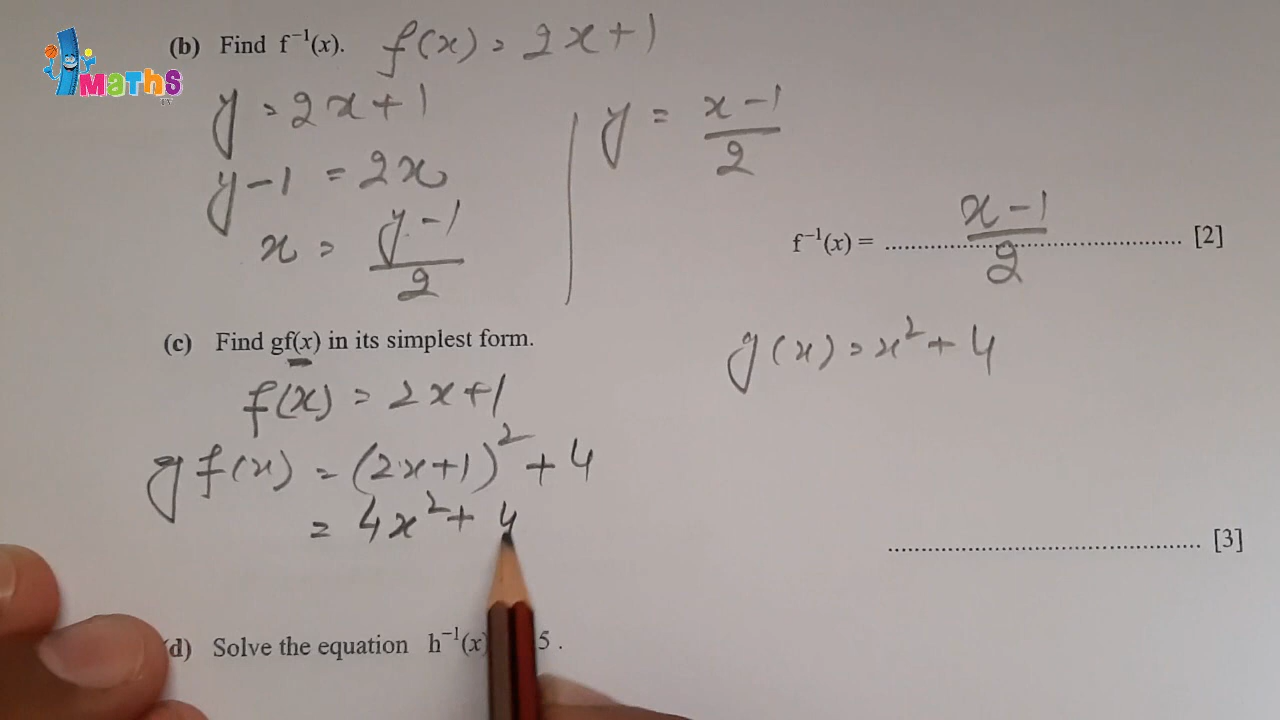 MATHS
TV
(b) Find f⁻¹(x). f(x) = 2x+1
y = 2x+1
y-1 = 2x
x = y-1/2
y = x-1/2
f⁻¹(x) = x-1/2 [2]
(c) Find gf(x) in its simplest form.
g(x) = x²+4
f(x) = 2x+1
gf(x) = (2x+1)²+4
= 4x²+4
[3]
(d) Solve the equation h⁻¹(x) 5.